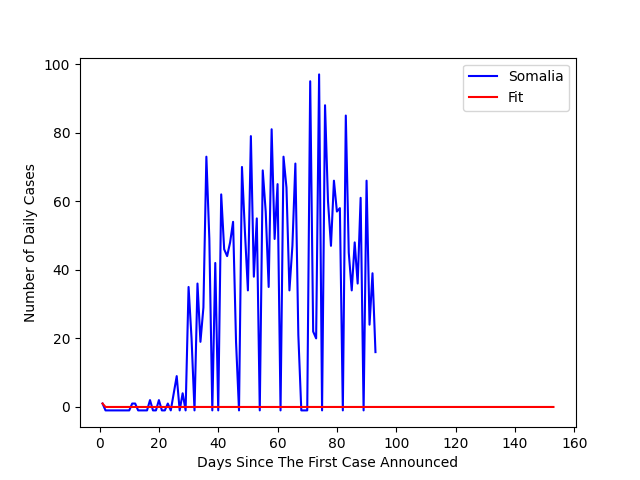 Somalia
Fit
Number of Daily Cases
100
80
60
40
20
0
0 20 40 60 80 100 120 140 160
Days Since The First Case Announced